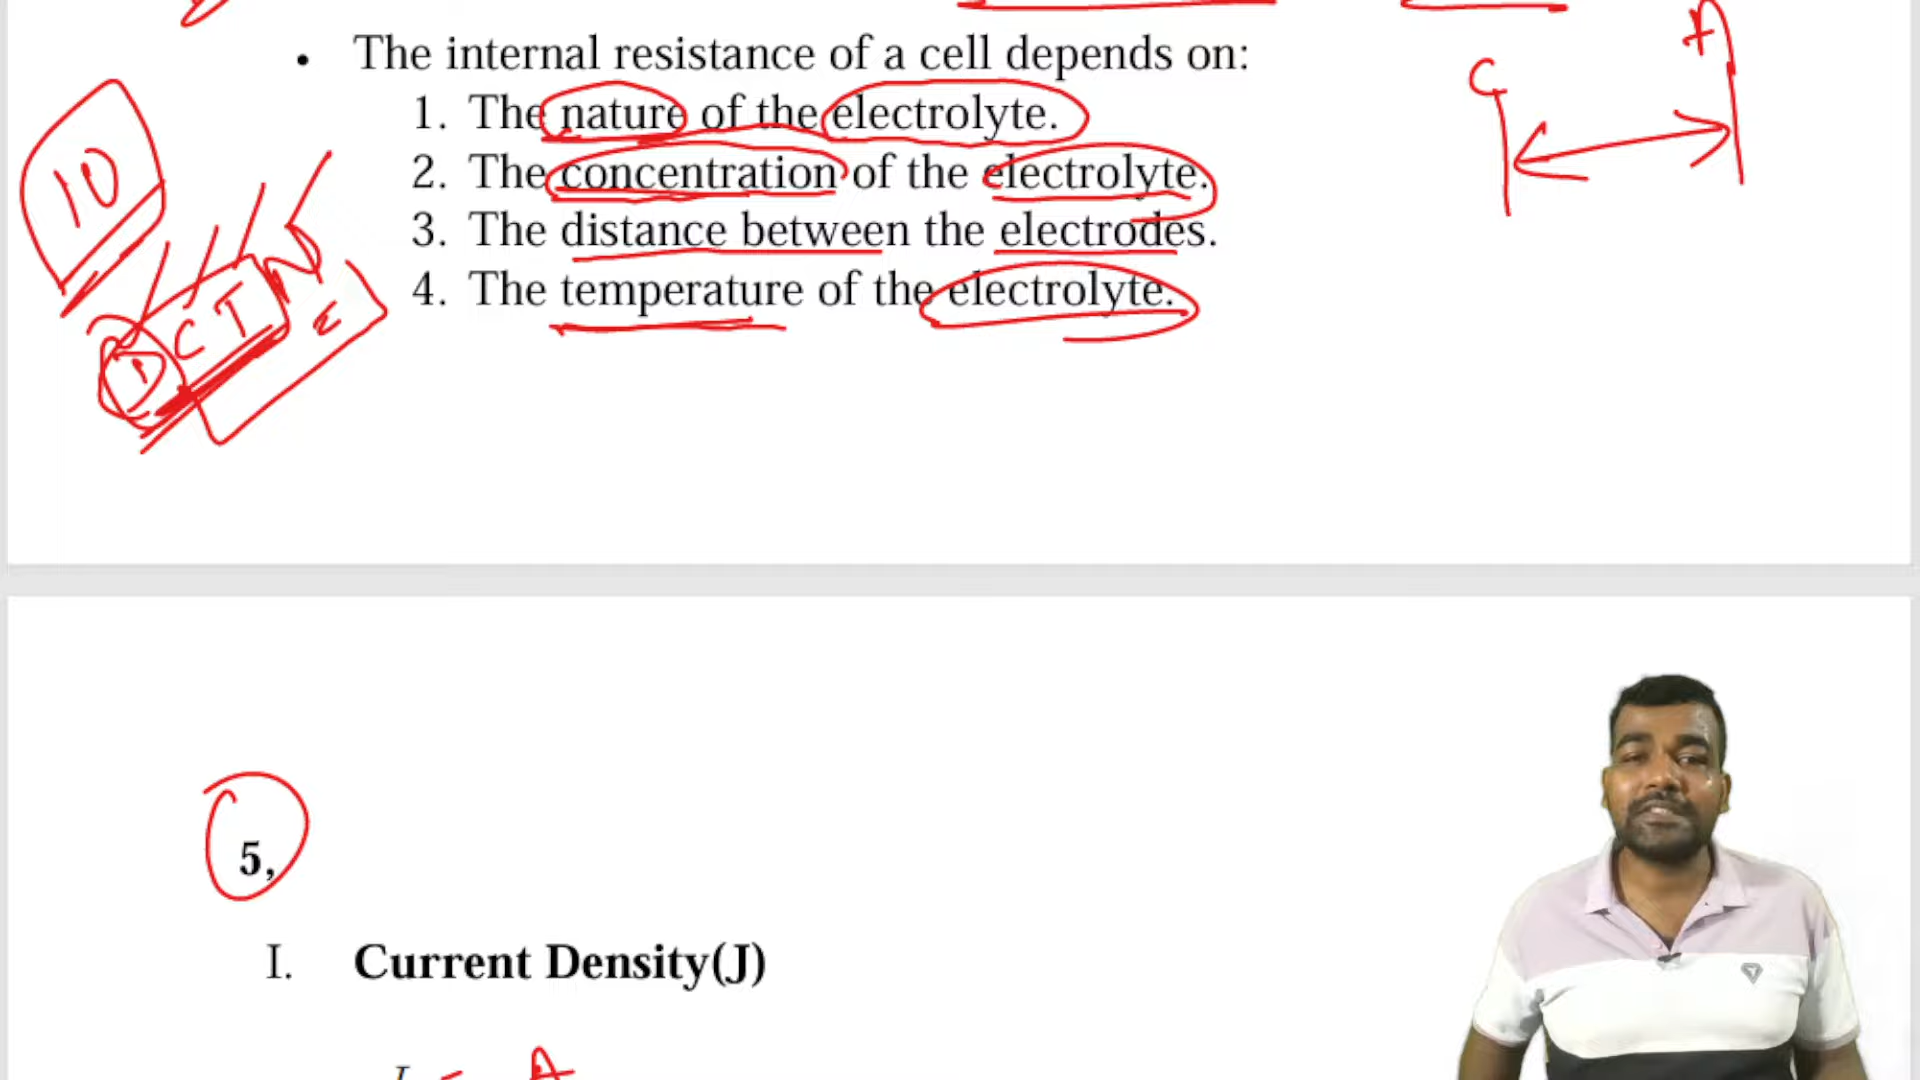 • The internal resistance of a cell depends on:
1. The nature of the electrolyte.
2. The concentration of the electrolyte.
3. The distance between the electrodes.
4. The temperature of the electrolyte.
C A
10
D C T N
5,
I. Current Density(J)
A